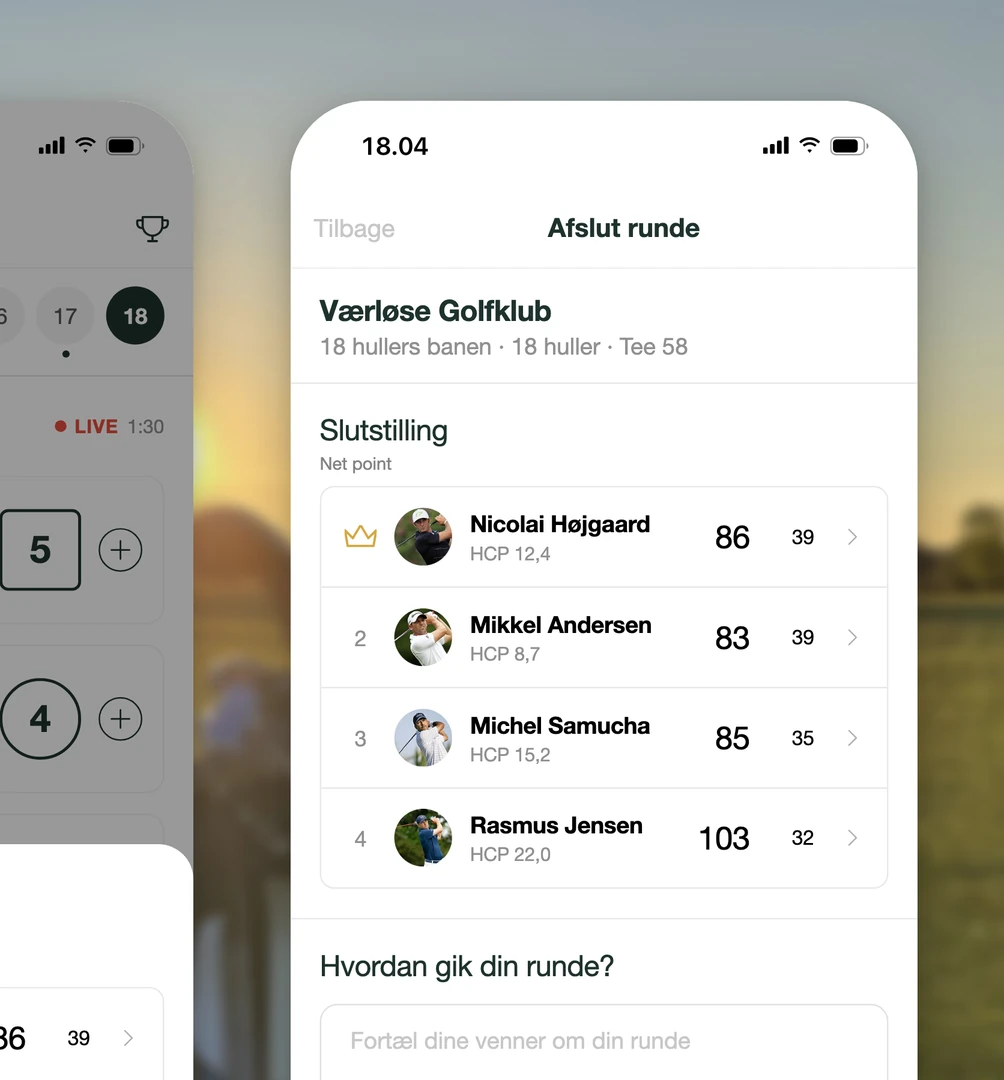 18.04
Tilbage
Afslut runde
17
18
LIVE 1:30
5
4
39
Værløse Golfklub
18 hullers banen · 18 huller · Tee 58
Slutstilling
Net point
Nicolai Højgaard
HCP 12,4
86 39
2
Mikkel Andersen
HCP 8,7
83 39
3
Michel Samucha
HCP 15,2
85 35
4
Rasmus Jensen
HCP 22,0
103 32
Hvordan gik din runde?
Fortæl dine venner om din runde